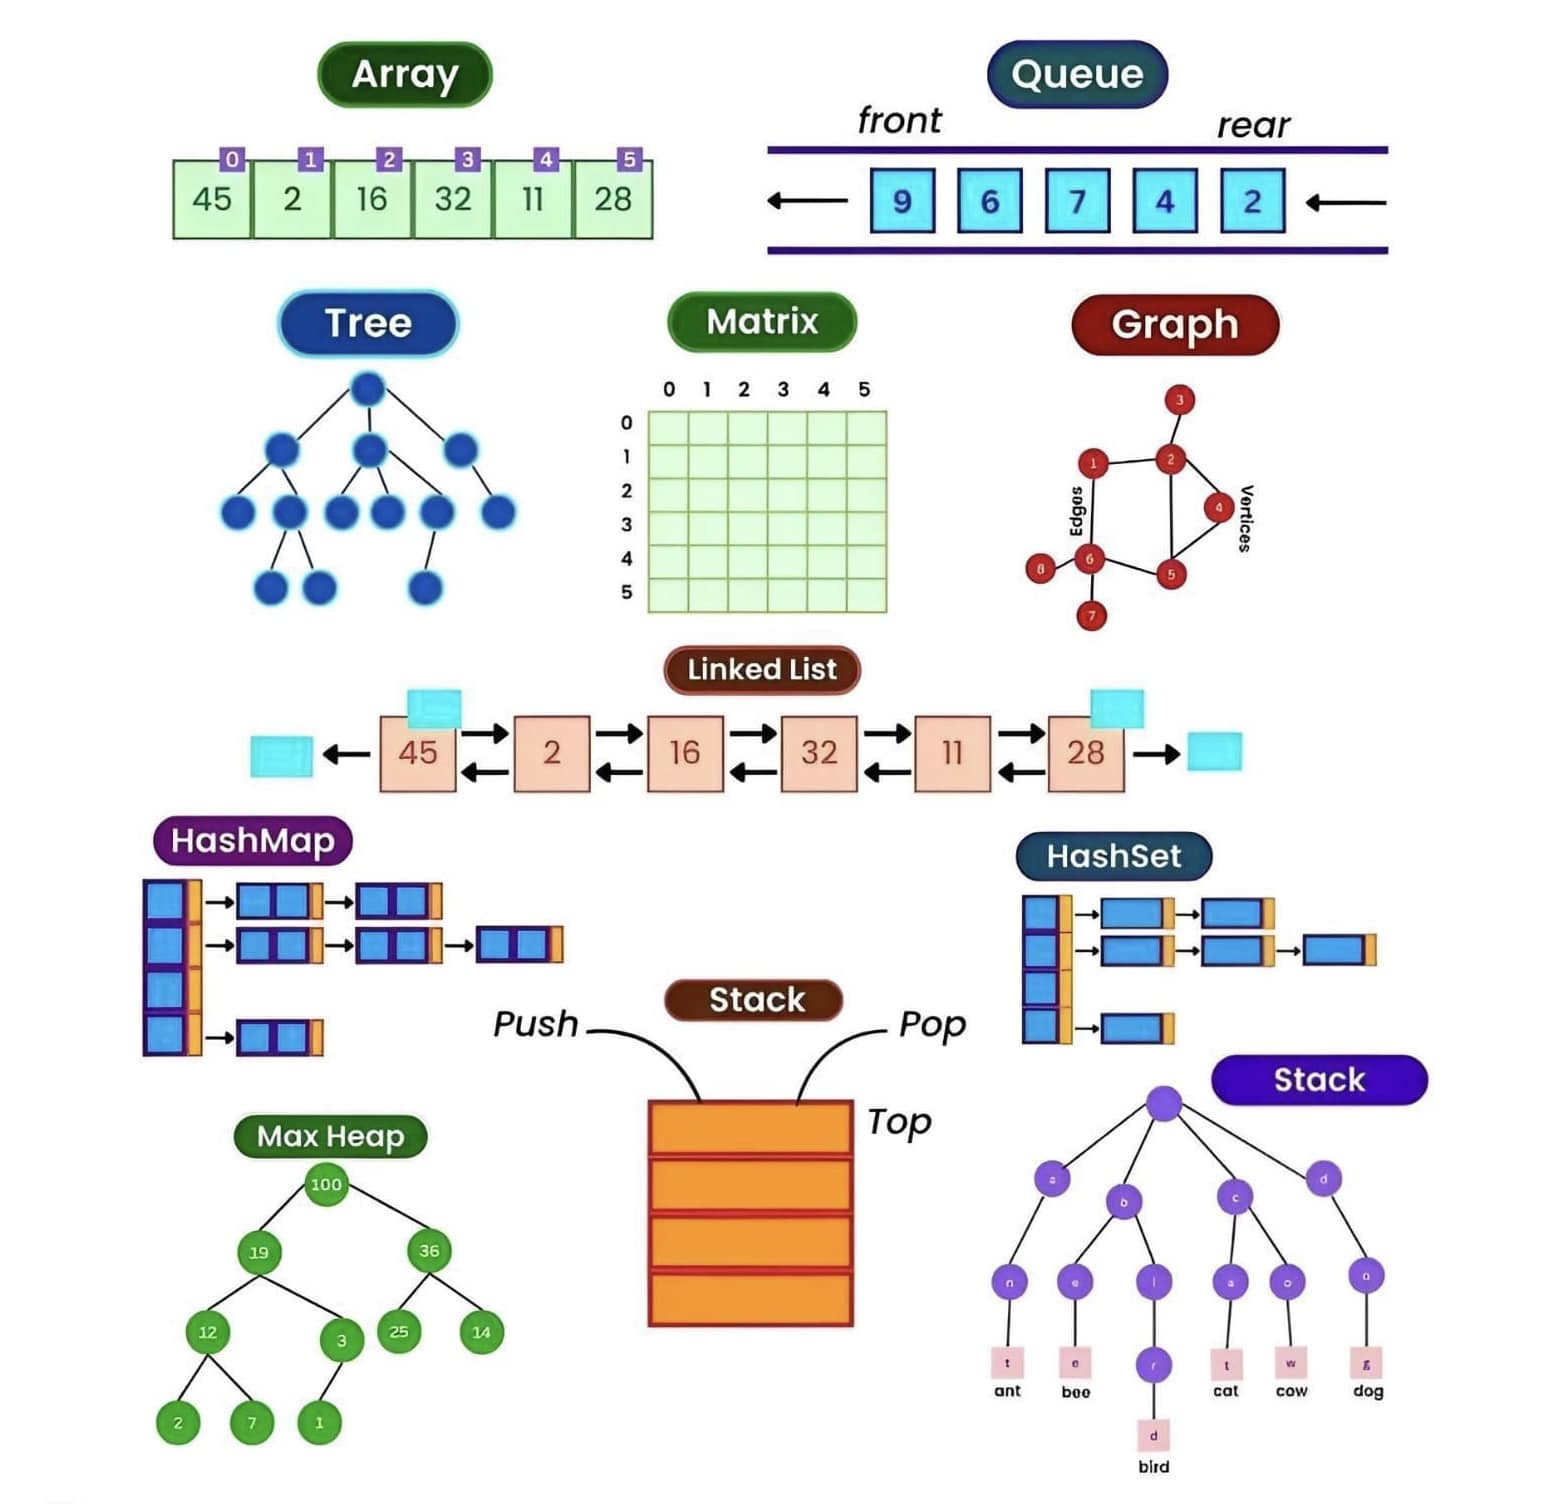 Array
0 1 2 3 4 5
45 2 16 32 11 28
Queue
front rear
9 6 7 4 2
Tree
Matrix
0 1 2 3 4 5
0
1
2
3
4
5
Graph
3
1 2
4
Edges
Vertices
8 6 5
7
Linked List
45 2 16 32 11 28
HashMap
HashSet
Stack
Push Pop
Top
Max Heap
100
19 36
12 3 25 14
2 7 1
Stack
a b c d
n e i a o o
t e r t w g
ant bee cat cow dog
d
bird